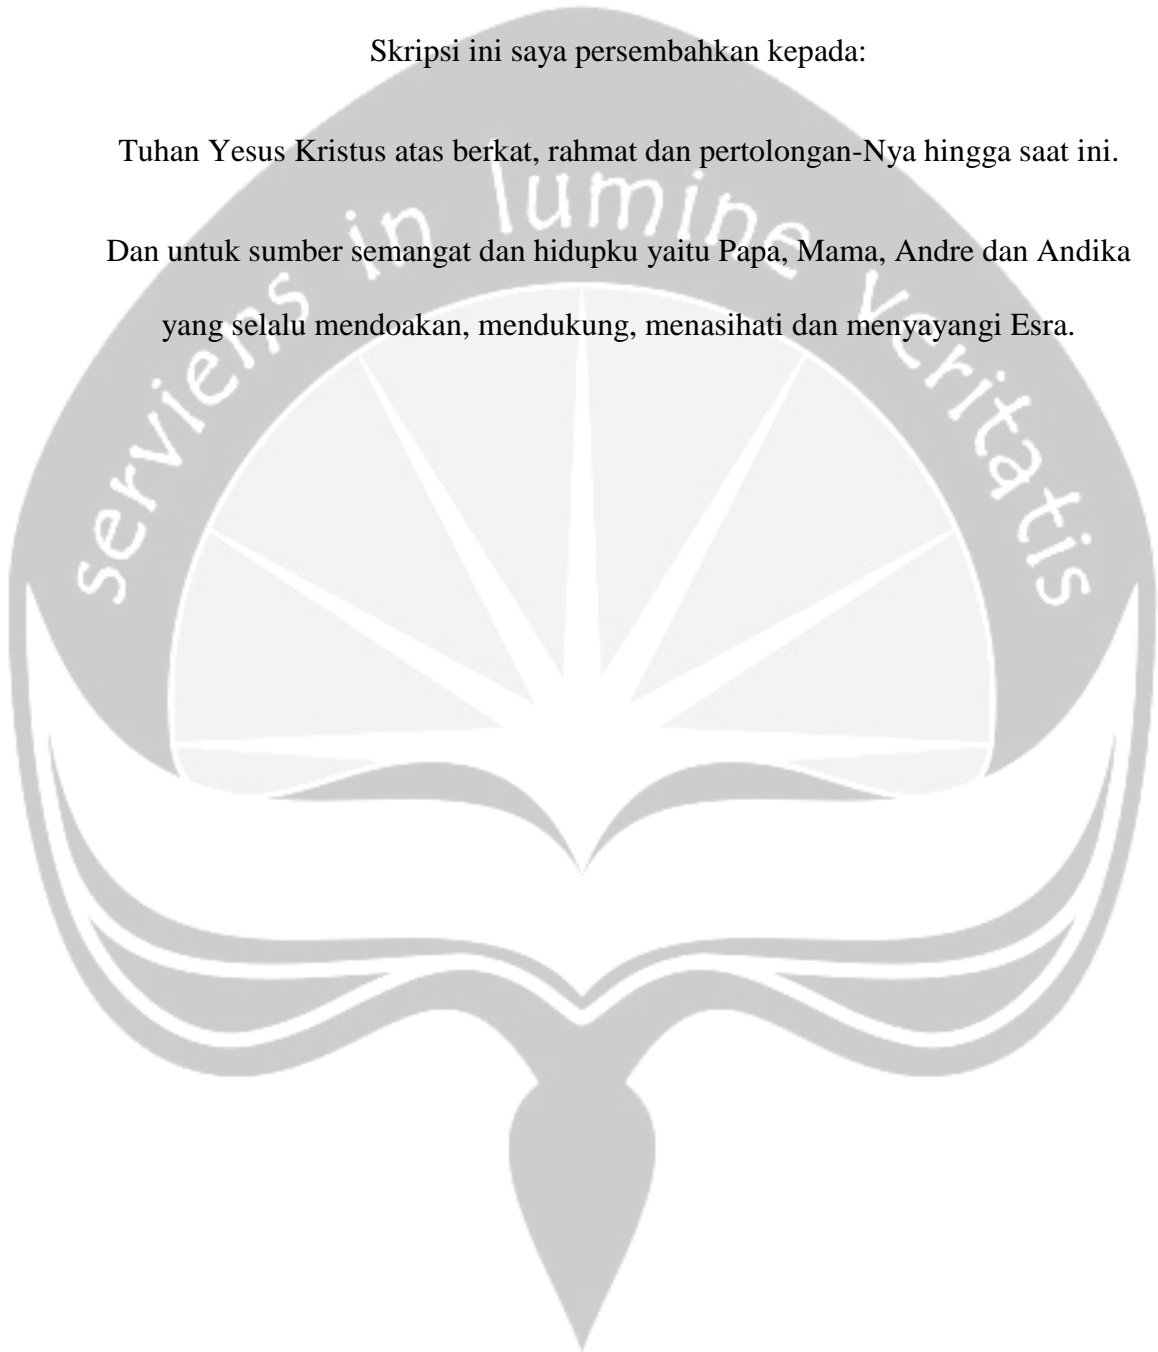 Skripsi ini saya persembahkan kepada:
Tuhan Yesus Kristus atas berkat, rahmat dan pertolongan-Nya hingga saat ini.
Dan untuk sumber semangat dan hidupku yaitu Papa, Mama, Andre dan Andika
yang selalu mendoakan, mendukung, menasihati dan menyayangi Esra.
serviens in lumine veritatis